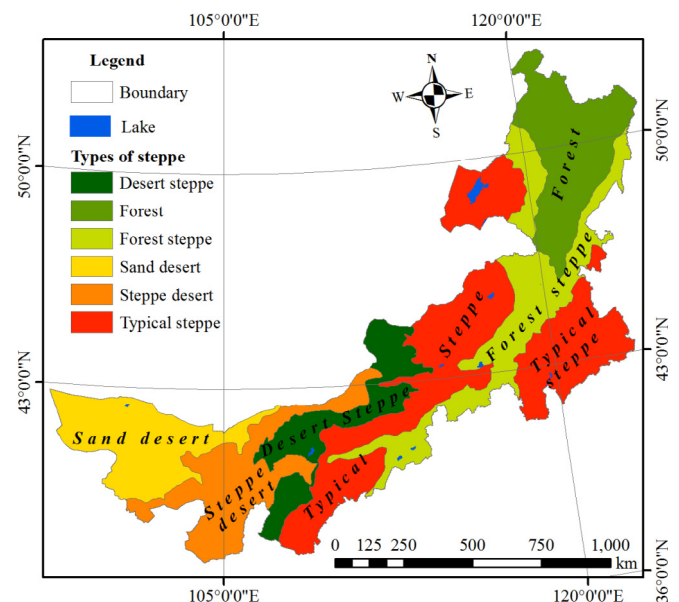 105°0'0"E
120°0'0"E
Legend
Boundary
Lake
Types of steppe
Desert steppe
Forest
Forest steppe
Sand desert
Steppe desert
Typical steppe
N
W
E
S
50°0'0"N
50°0'0"N
43°0'0"N
43°0'0"N
36°0'0"N
Forest
Forest steppe
Typical
steppe
Steppe
Desert Steppe
Sand desert
Steppe
desert
Typical
0 125 250 500 750 1,000
km
105°0'0"E
120°0'0"E